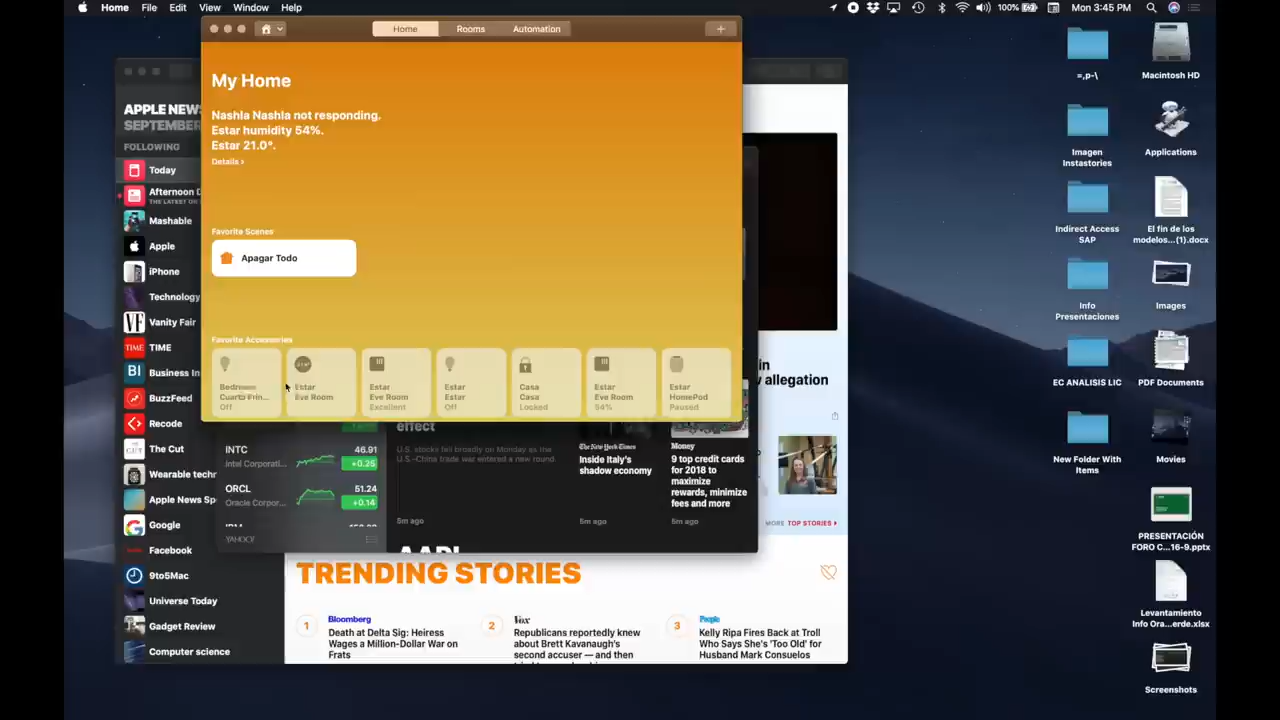 Home File Edit View Window Help
100% Mon 3:45 PM
Home Rooms Automation
My Home
Nashla Nashla not responding.
Estar humidity 54%.
Estar 21.0°.
Details ›
Favorite Scenes
Apagar Todo
Favorite Accessories
Off
Estar
Eve Room
Estar
Eve Room
Excellent
Estar
Estar
Off
Casa
Casa
Locked
Estar
Eve Room
54%
Estar
HomePod
Paused
APPLE NEWS
SEPTEMBER
FOLLOWING
Today
Afternoon D
THE LATEST ON
Mashable
Apple
iPhone
Technology
VF Vanity Fair
TIME TIME
BI Business In
BuzzFeed
Recode
The Cut
Wearable techn
Apple News Sp
Google
Facebook
9to5Mac
Universe Today
Gadget Review
Computer science
INTC 46.91
Intel Corporati... +0.25
ORCL 51.24
Oracle Corpor... +0.14
YAHOO!
effect
U.S. stocks fell broadly on Monday as the
U.S.-China trade war entered a new round.
5m ago
The New York Times
Inside Italy's
shadow economy
5m ago
Money
9 top credit cards
for 2018 to
maximize
rewards, minimize
fees and more
5m ago
in
allegation
MORE TOP STORIES
TRENDING STORIES
1 Bloomberg
Death at Delta Sig: Heiress
Wages a Million-Dollar War on
Frats
2 Vox
Republicans reportedly knew
about Brett Kavanaugh's
second accuser — and then
3 People
Kelly Ripa Fires Back at Troll
Who Says She's 'Too Old' for
Husband Mark Consuelos
=,p-\
Imagen
Instastories
Indirect Access
SAP
Info
Presentaciones
EC ANALISIS LIC
New Folder With
Items
Macintosh HD
Applications
El fin de los
modelos...(1).docx
Images
PDF Documents
Movies
PRESENTACIÓN
FORO C...16-9.pptx
Levantamiento
Info Ora...erde.xlsx
Screenshots